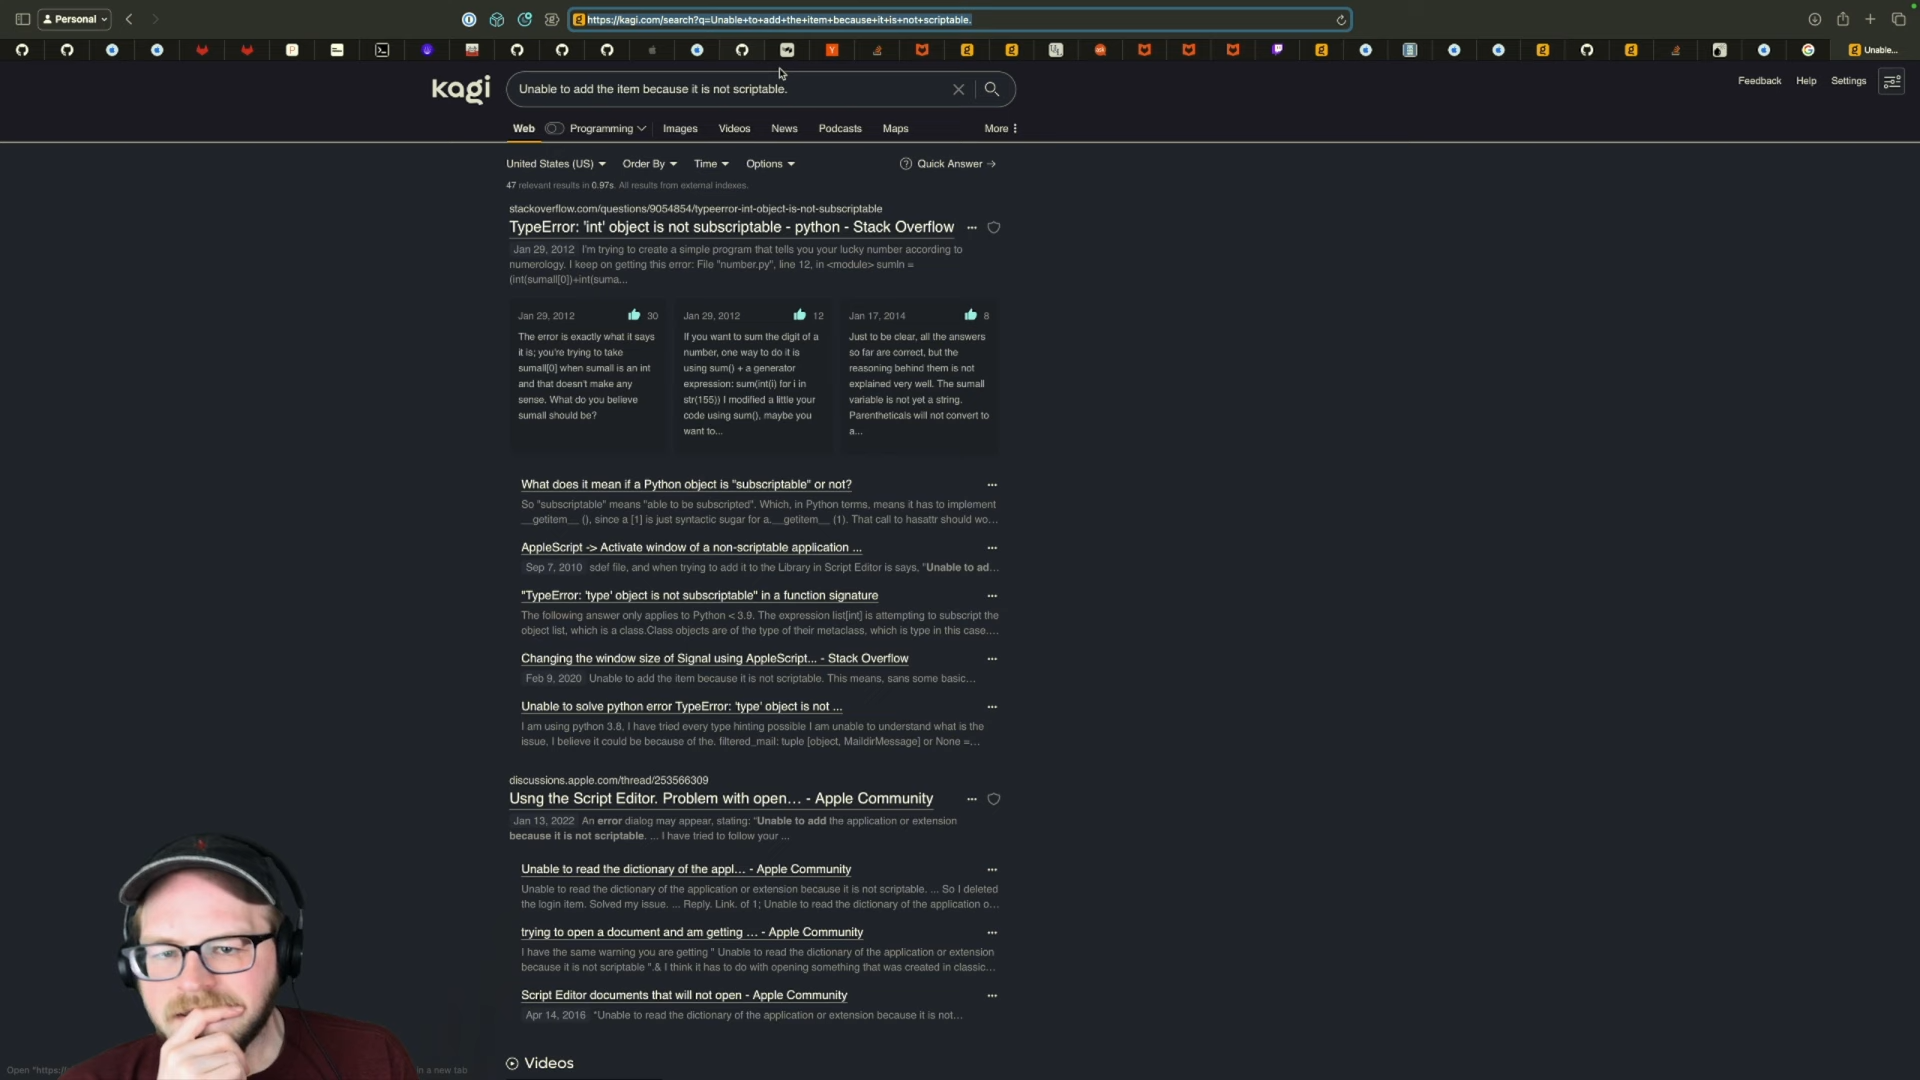 Personal
https://kagi.com/search?q=Unable+to+add+the+item+because+it+is+not+scriptable.
Unable...
kagi
Unable to add the item because it is not scriptable.
Feedback Help Settings
Web Programming Images Videos News Podcasts Maps More
United States (US) Order By Time Options Quick Answer →
47 relevant results in 0.97s. All results from external indexes.
stackoverflow.com/questions/9054854/typeerror-int-object-is-not-subscriptable
TypeError: 'int' object is not subscriptable - python - Stack Overflow
Jan 29, 2012 I'm trying to create a simple program that tells you your lucky number according to
numerology. I keep on getting this error: File "number.py", line 12, in <module> sumln =
(int(sumall[0])+int(suma...
Jan 29, 2012 30
The error is exactly what it says
it is; you're trying to take
sumall[0] when sumall is an int
and that doesn't make any
sense. What do you believe
sumall should be?
Jan 29, 2012 12
If you want to sum the digit of a
number, one way to do it is
using sum() + a generator
expression: sum(int(i) for i in
str(155)) I modified a little your
code using sum(), maybe you
want to...
Jan 17, 2014 8
Just to be clear, all the answers
so far are correct, but the
reasoning behind them is not
explained very well. The sumall
variable is not yet a string.
Parentheticals will not convert to
a...
What does it mean if a Python object is "subscriptable" or not?
So "subscriptable" means "able to be subscripted". Which, in Python terms, means it has to implement
__getitem__ (), since a [1] is just syntactic sugar for a.__getitem__ (1). That call to hasattr should wo...
AppleScript -> Activate window of a non-scriptable application ...
Sep 7, 2010 sdef file, and when trying to add it to the Library in Script Editor is says, "Unable to ad...
"TypeError: 'type' object is not subscriptable" in a function signature
The following answer only applies to Python < 3.9. The expression list[int] is attempting to subscript the
object list, which is a class.Class objects are of the type of their metaclass, which is type in this case....
Changing the window size of Signal using AppleScript... - Stack Overflow
Feb 9, 2020 Unable to add the item because it is not scriptable. This means, sans some basic...
Unable to solve python error TypeError: 'type' object is not ...
I am using python 3.8, I have tried every type hinting possible I am unable to understand what is the
issue, I believe it could be because of the. filtered_mail: tuple [object, MaildirMessage] or None =...
discussions.apple.com/thread/253566309
Usng the Script Editor. Problem with open... - Apple Community
Jan 13, 2022 An error dialog may appear, stating: "Unable to add the application or extension
because it is not scriptable. ... I have tried to follow your ...
Unable to read the dictionary of the appl... - Apple Community
Unable to read the dictionary of the application or extension because it is not scriptable. ... So I deleted
the login item. Solved my issue. ... Reply. Link. of 1; Unable to read the dictionary of the application o...
trying to open a document and am getting ... - Apple Community
I have the same warning you are getting " Unable to read the dictionary of the application or extension
because it is not scriptable ".& I think it has to do with opening something that was created in classic...
Script Editor documents that will not open - Apple Community
Apr 14, 2016 "Unable to read the dictionary of the application or extension because it is not...
Videos
Open "https:// n a new tab